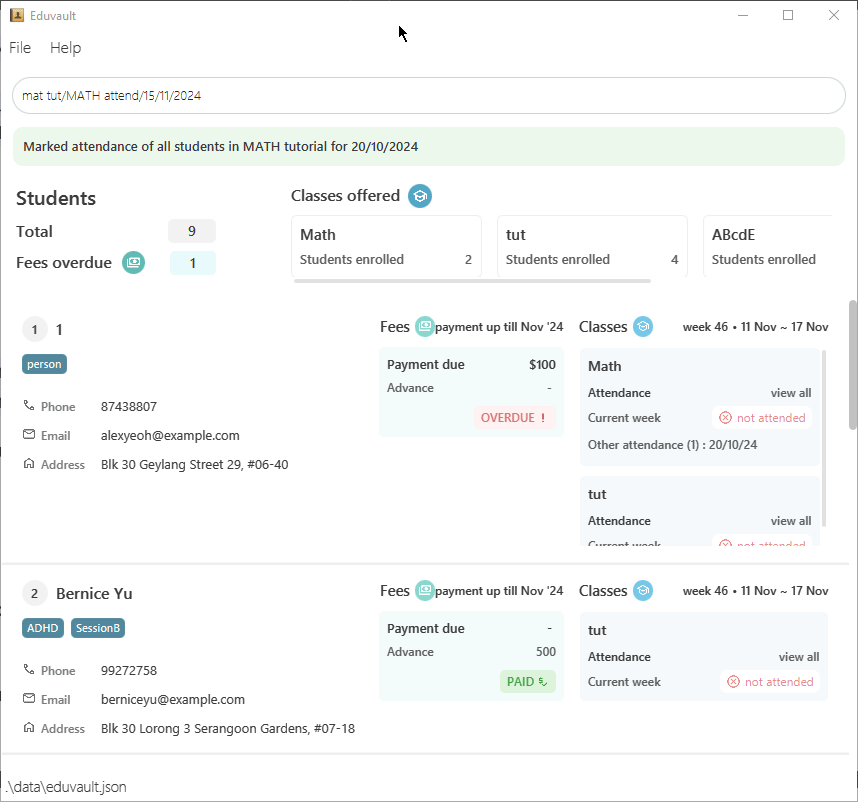 Eduvault
File Help
mat tut/MATH attend/15/11/2024
Marked attendance of all students in MATH tutorial for 20/10/2024
Students
Total 9
Fees overdue 1
Classes offered
Math
Students enrolled 2
tut
Students enrolled 4
ABcdE
Students enrolled
1 1
person
Phone 87438807
Email alexyeoh@example.com
Address Blk 30 Geylang Street 29, #06-40
Fees payment up till Nov '24
Payment due $100
Advance -
OVERDUE !
Classes week 46 • 11 Nov ~ 17 Nov
Math
Attendance view all
Current week not attended
Other attendance (1) : 20/10/24
tut
Attendance view all
Current week not attended
2 Bernice Yu
ADHD SessionB
Phone 99272758
Email berniceyu@example.com
Address Blk 30 Lorong 3 Serangoon Gardens, #07-18
Fees payment up till Nov '24
Payment due -
Advance 500
PAID
Classes week 46 • 11 Nov ~ 17 Nov
tut
Attendance view all
Current week not attended
.\data\eduvault.json